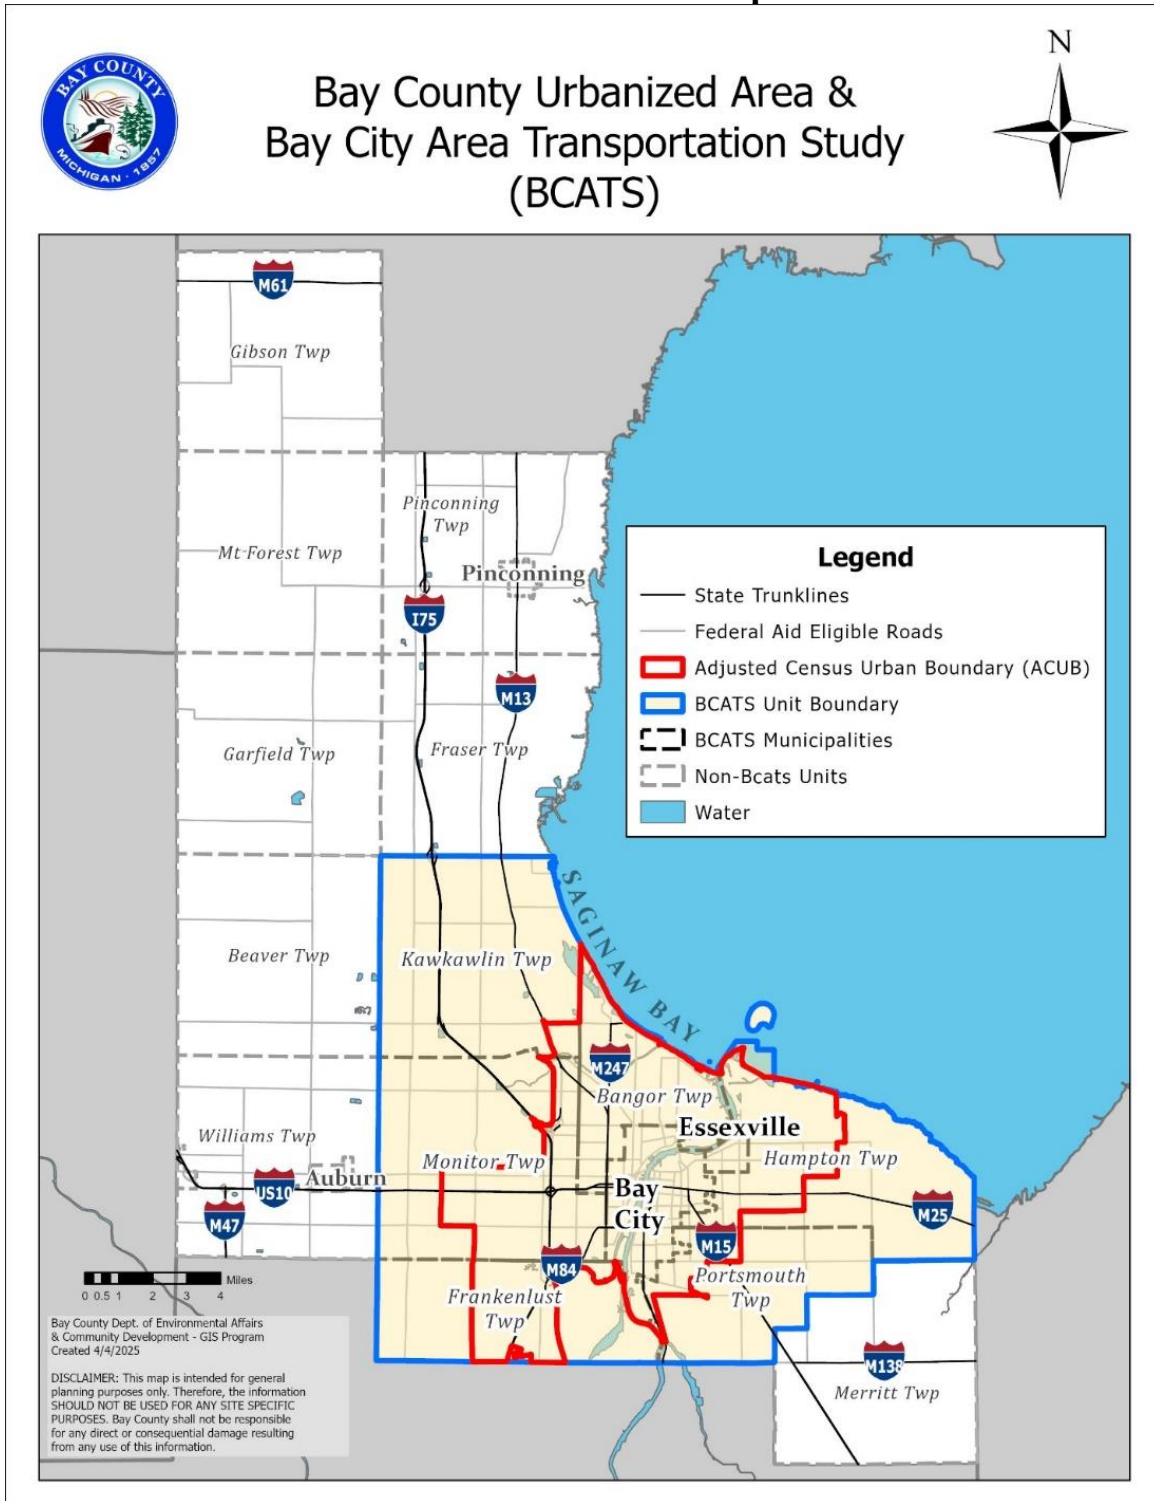 BAY COUNTY
MICHIGAN - 1857
Bay County Urbanized Area &
Bay City Area Transportation Study
(BCATS)
N
M61
Gibson Twp
Pinconning
Twp
Mt Forest Twp
Pinconning
I75
M13
Garfield Twp
Fraser Twp
Legend
State Trunklines
Federal Aid Eligible Roads
Adjusted Census Urban Boundary (ACUB)
BCATS Unit Boundary
BCATS Municipalities
Non-Bcats Units
Water
SAGINAW BAY
Beaver Twp
Kawkawlin Twp
M247
Bangor Twp
Essexville
Williams Twp
Monitor Twp
Hampton Twp
Auburn
US10
Bay
City
M47
M25
M15
M84
Portsmouth
Twp
Frankenlust
Twp
M138
Merritt Twp
Miles
0 0.5 1 2 3 4
Bay County Dept. of Environmental Affairs
& Community Development - GIS Program
Created 4/4/2025
DISCLAIMER: This map is intended for general
planning purposes only. Therefore, the information
SHOULD NOT BE USED FOR ANY SITE SPECIFIC
PURPOSES. Bay County shall not be responsible
for any direct or consequential damage resulting
from any use of this information.